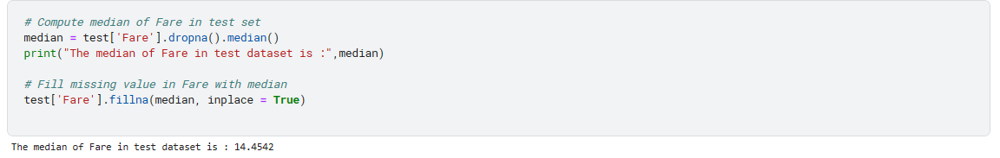 # Compute median of Fare in test set
median = test['Fare'].dropna().median()
print("The median of Fare in test dataset is :",median)
# Fill missing value in Fare with median
test['Fare'].fillna(median, inplace = True)
The median of Fare in test dataset is : 14.4542